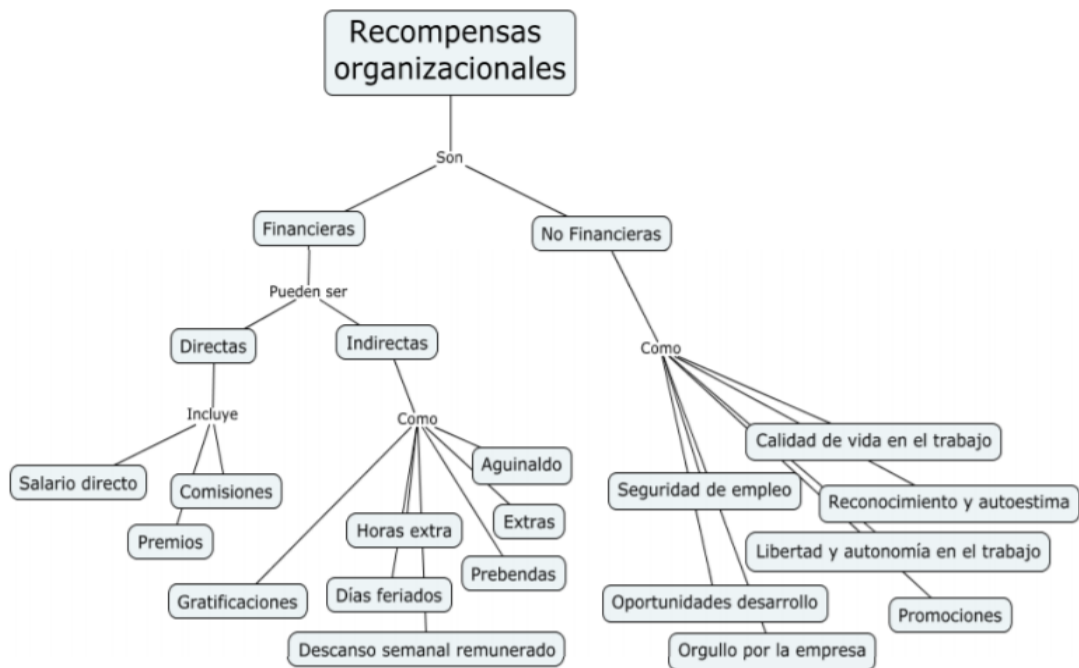 Recompensas
organizacionales
Son
Financieras
No Financieras
Pueden ser
Directas
Indirectas
Como
Incluye
Como
Calidad de vida en el trabajo
Salario directo
Comisiones
Aguinaldo
Seguridad de empleo
Reconocimiento y autoestima
Premios
Horas extra
Extras
Libertad y autonomía en el trabajo
Gratificaciones
Días feriados
Prebendas
Oportunidades desarrollo
Promociones
Descanso semanal remunerado
Orgullo por la empresa